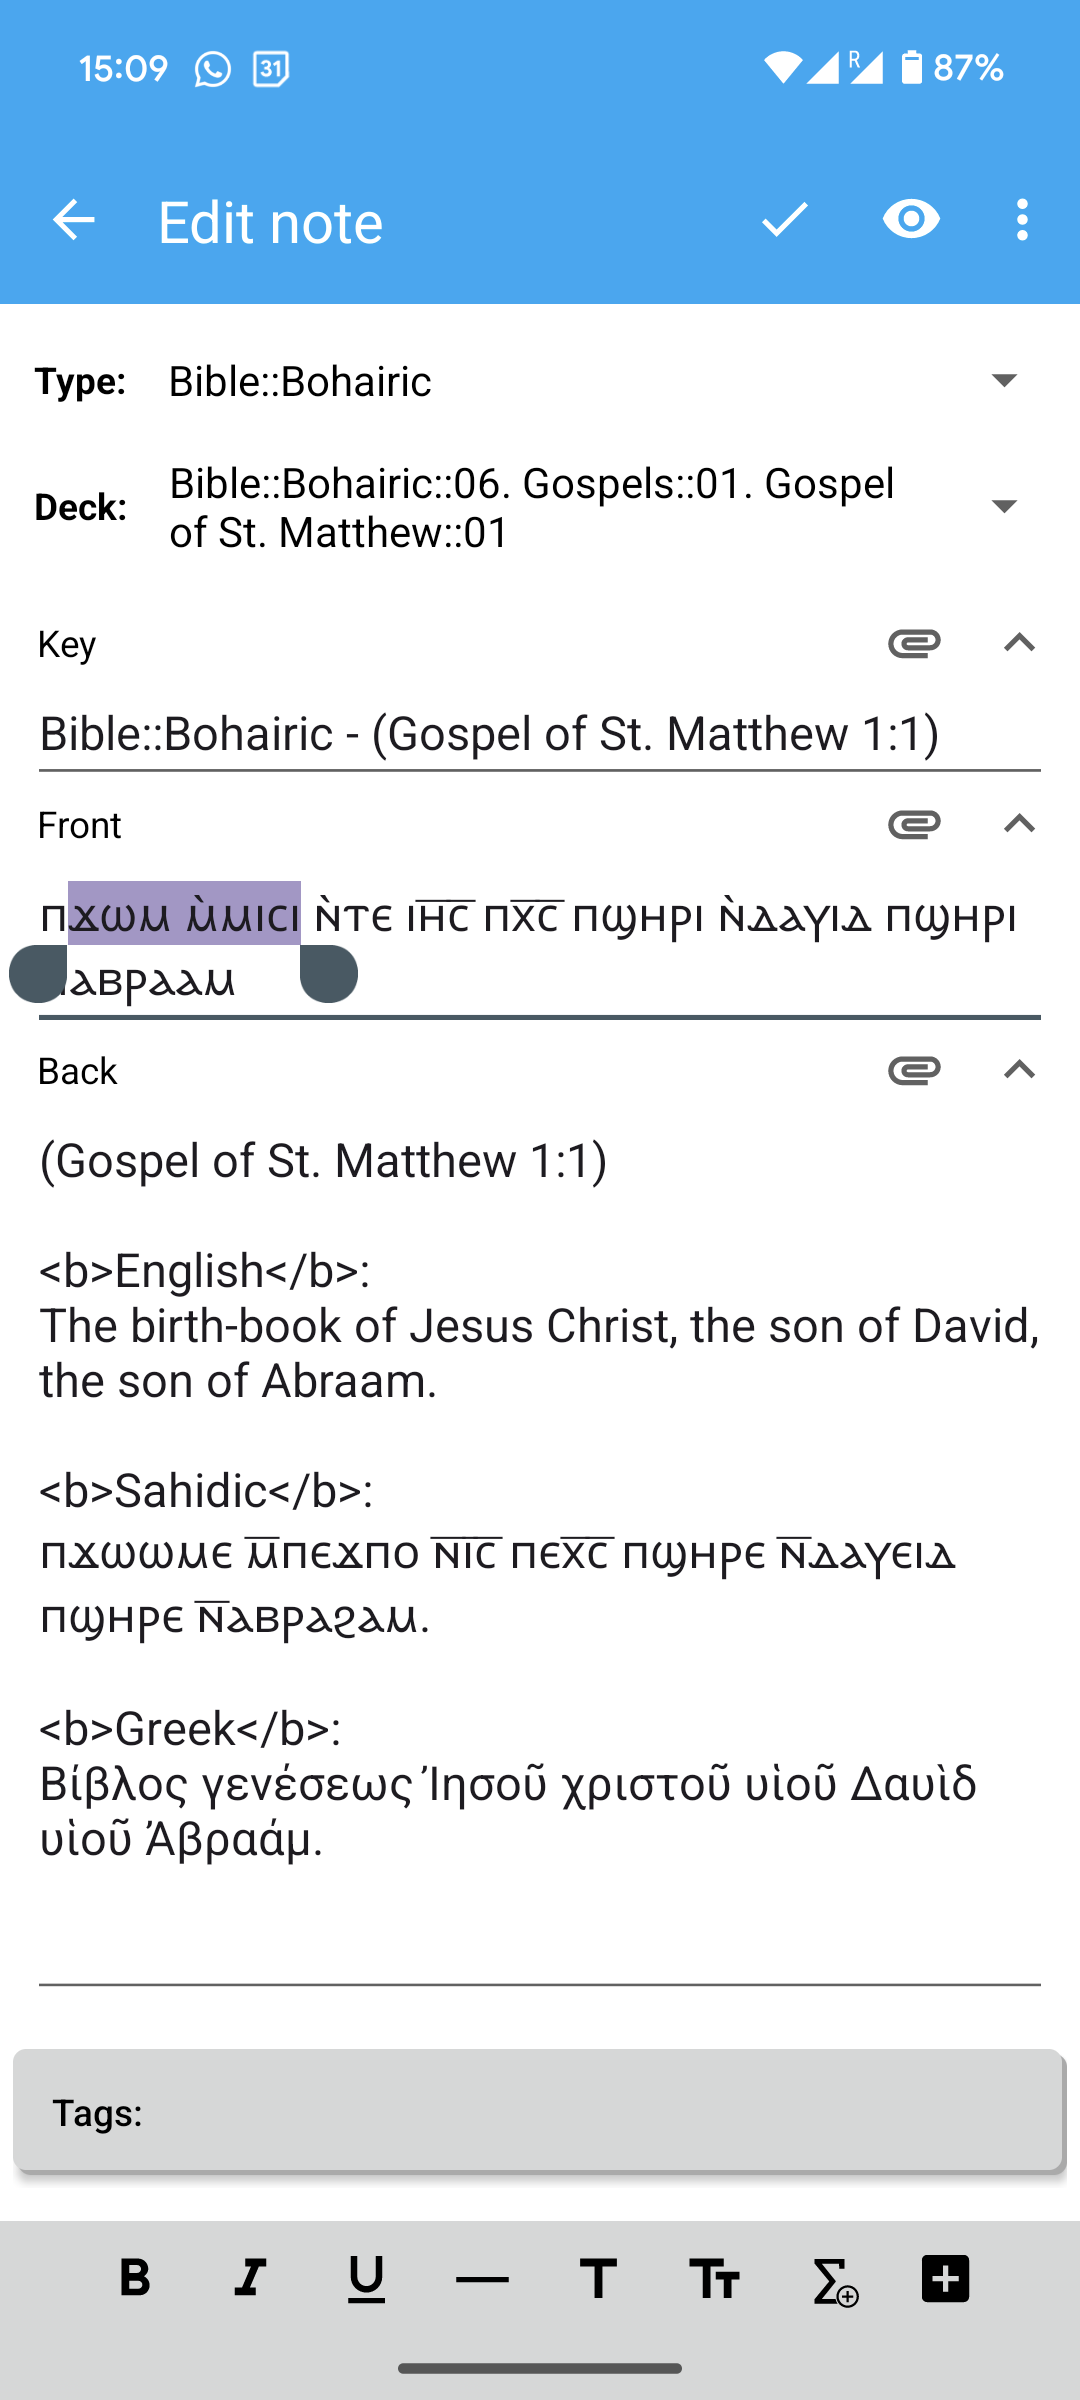 15:09 31 R 87%
Edit note
Type: Bible::Bohairic
Deck: Bible::Bohairic::06. Gospels::01. Gospel
of St. Matthew::01
Key
Bible::Bohairic - (Gospel of St. Matthew 1:1)
Front
ⲡϫⲱⲙ ⲙ̀ⲙⲓⲥⲓ ⲛ̀ⲧⲉ ⲓⲏ̅ⲥ̅ ⲡⲭ̅ⲥ̅ ⲡϣⲏⲣⲓ ⲛ̀ⲇⲁⲩⲓⲇ ⲡϣⲏⲣⲓ
ⲁⲃⲣⲁⲁⲙ
Back
(Gospel of St. Matthew 1:1)
<b>English</b>:
The birth-book of Jesus Christ, the son of David,
the son of Abraam.
<b>Sahidic</b>:
ⲡϫⲱⲱⲙⲉ ⲙ̅ⲡⲉϫⲡⲟ ⲛ̅ⲓ̅ⲥ̅ ⲡⲉⲭ̅ⲥ̅ ⲡϣⲏⲣⲉ ⲛ̅ⲇⲁⲩⲉⲓⲇ
ⲡϣⲏⲣⲉ ⲛ̅ⲁⲃⲣⲁϩⲁⲙ.
<b>Greek</b>:
Βίβλος γενέσεως Ἰησοῦ χριστοῦ υἱοῦ Δαυὶδ
υἱοῦ Ἀβραάμ.
Tags:
B I U T TT Σ